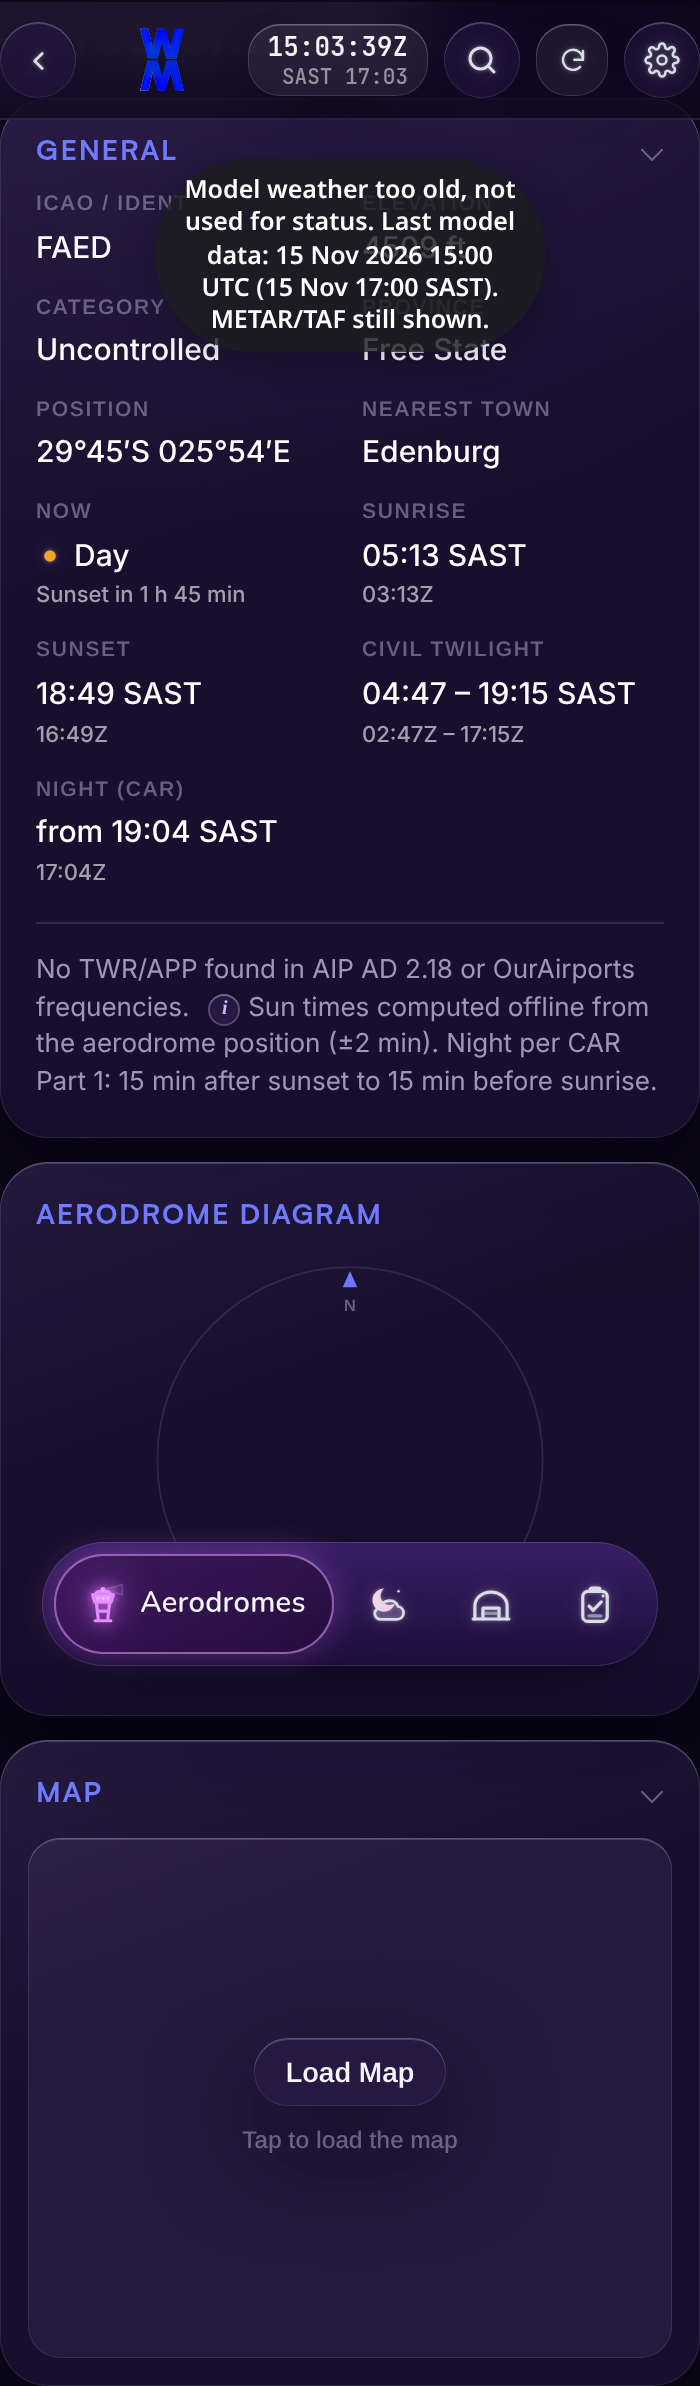 WM
15:03:39Z
SAST 17:03
GENERAL
Model weather too old, not
used for status. Last model
data: 15 Nov 2026 15:00
UTC (15 Nov 17:00 SAST).
METAR/TAF still shown.
ICAO / IDENT
ELEVATION
FAED
4509 ft
CATEGORY
PROVINCE
Uncontrolled
Free State
POSITION
NEAREST TOWN
29°45′S 025°54′E
Edenburg
NOW
SUNRISE
Day
05:13 SAST
Sunset in 1 h 45 min
03:13Z
SUNSET
CIVIL TWILIGHT
18:49 SAST
04:47 – 19:15 SAST
16:49Z
02:47Z – 17:15Z
NIGHT (CAR)
from 19:04 SAST
17:04Z
No TWR/APP found in AIP AD 2.18 or OurAirports
frequencies. i Sun times computed offline from
the aerodrome position (±2 min). Night per CAR
Part 1: 15 min after sunset to 15 min before sunrise.
AERODROME DIAGRAM
N
Aerodromes
MAP
Load Map
Tap to load the map